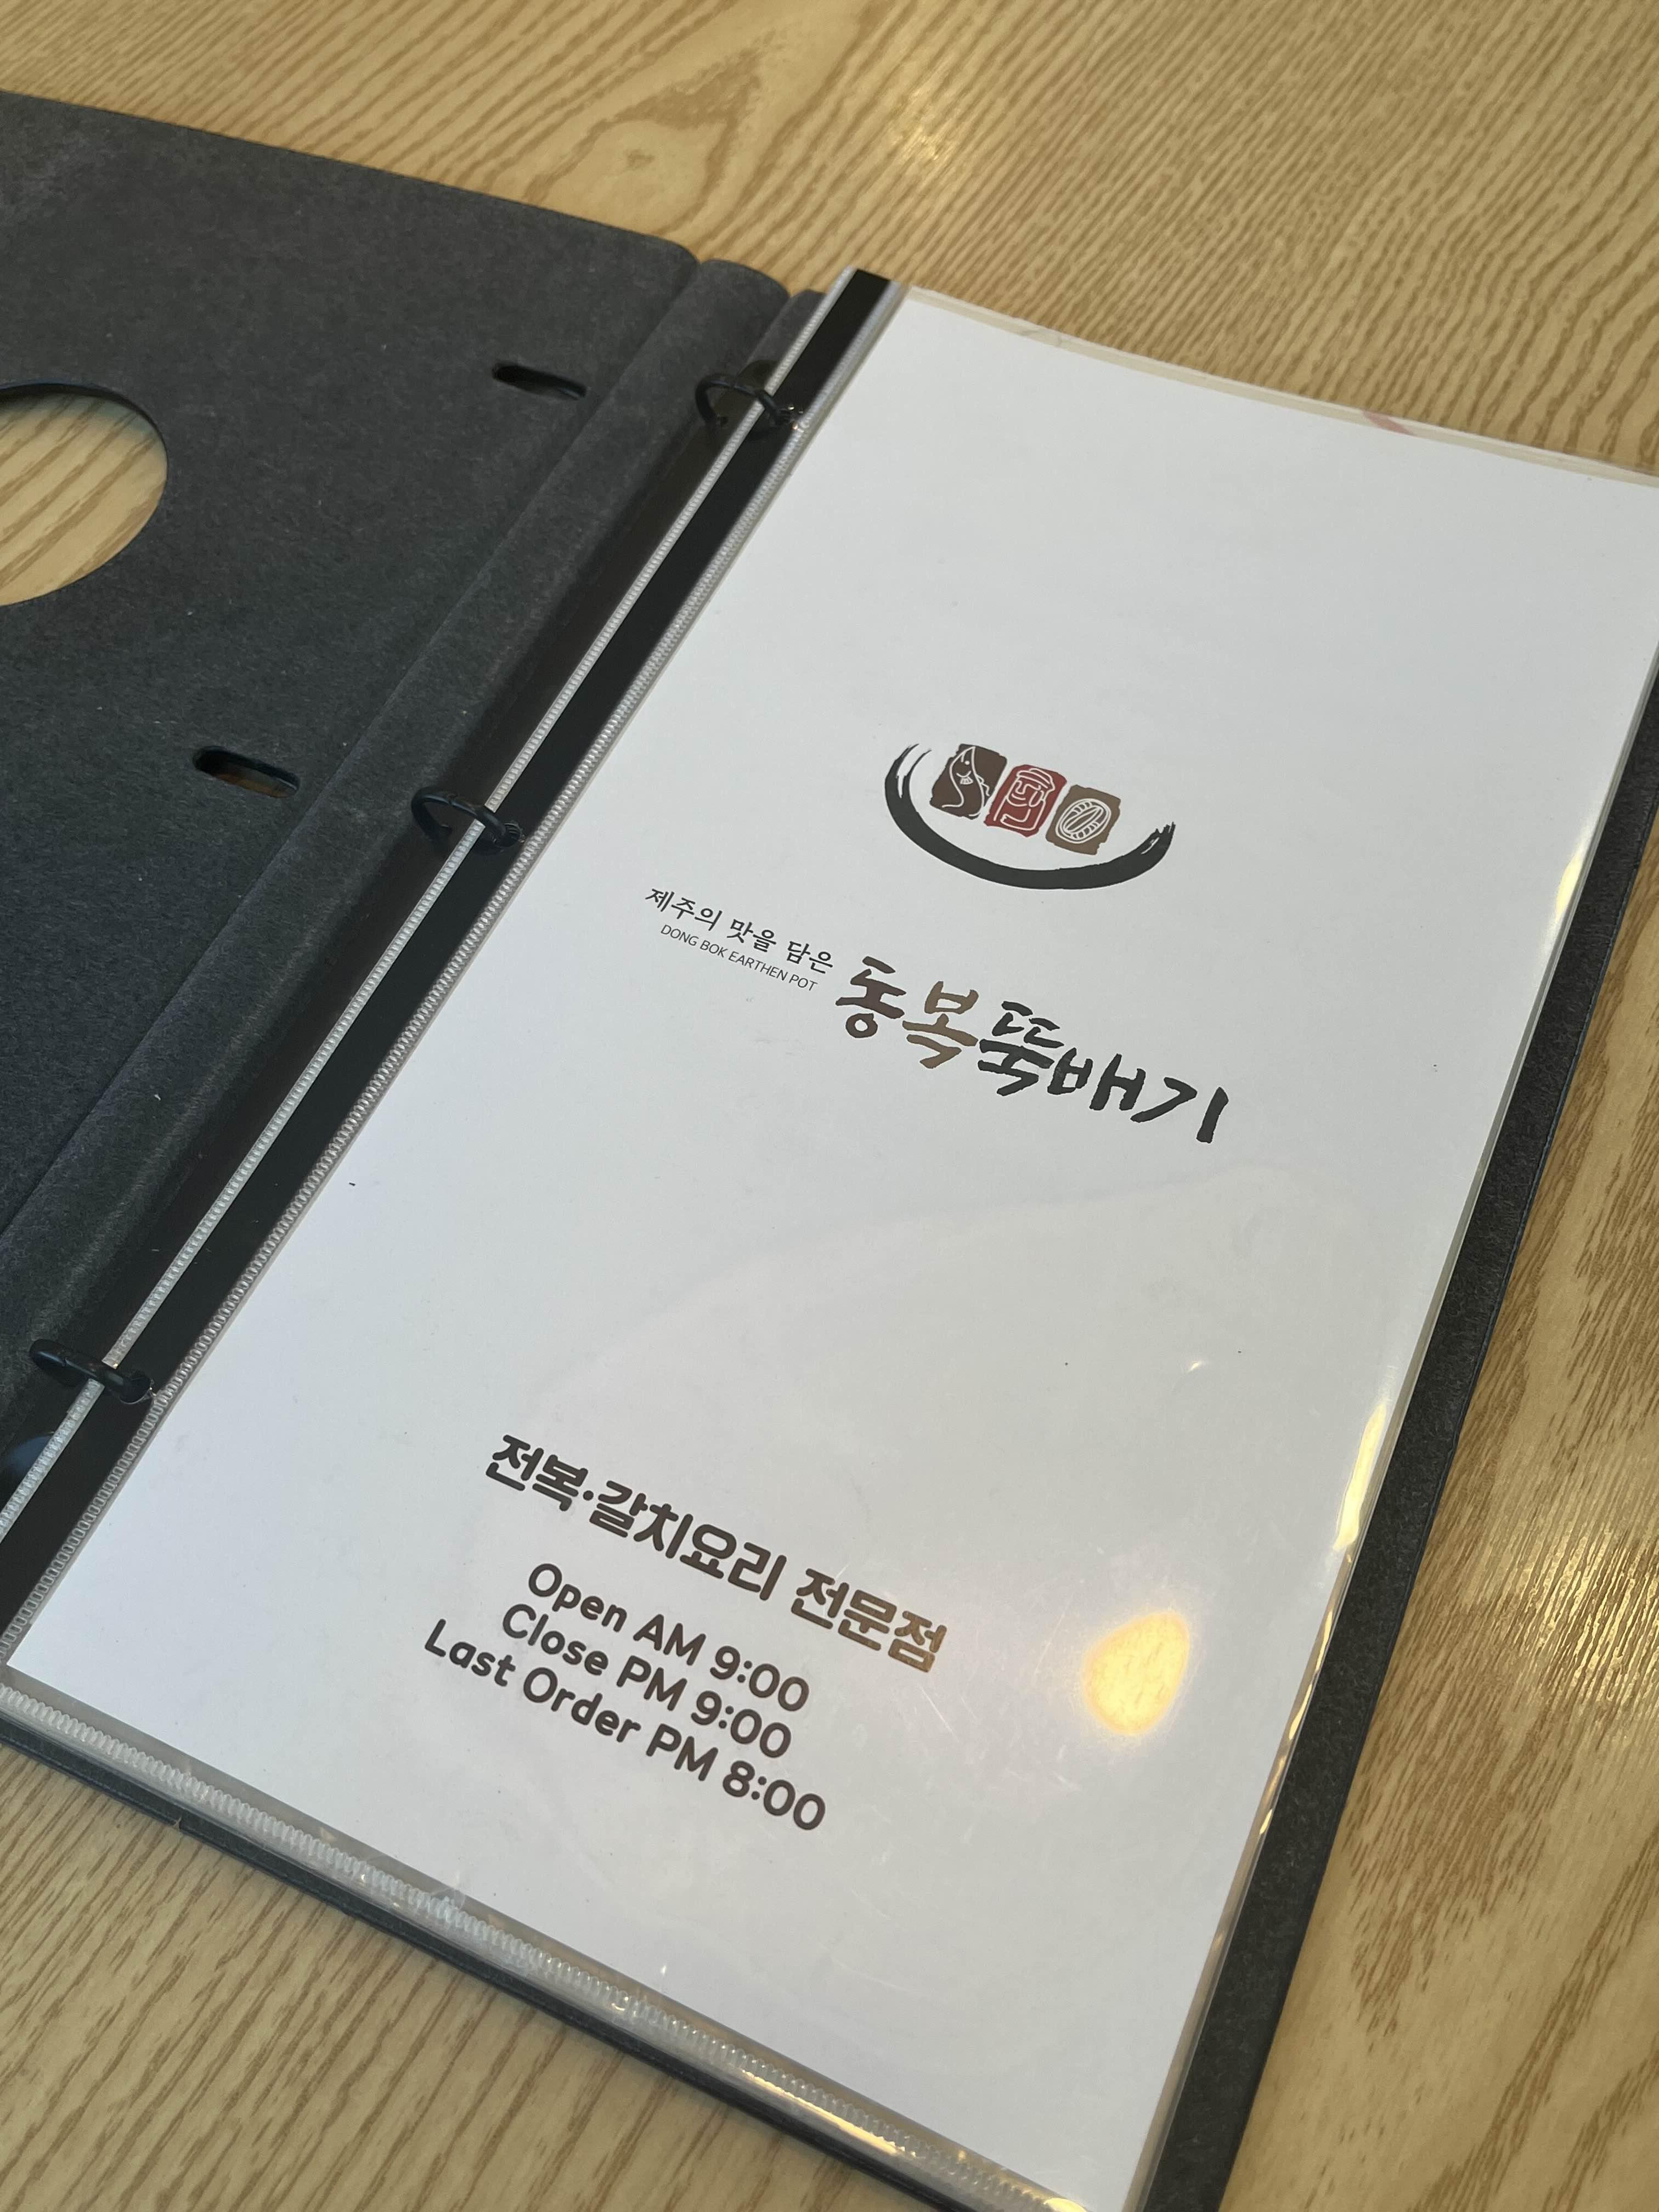 제주의 맛을 담은
DONG BOK EARTHEN POT
동복뚝배기
전복·갈치요리 전문점
Open AM 9:00
Close PM 9:00
Last Order PM 8:00